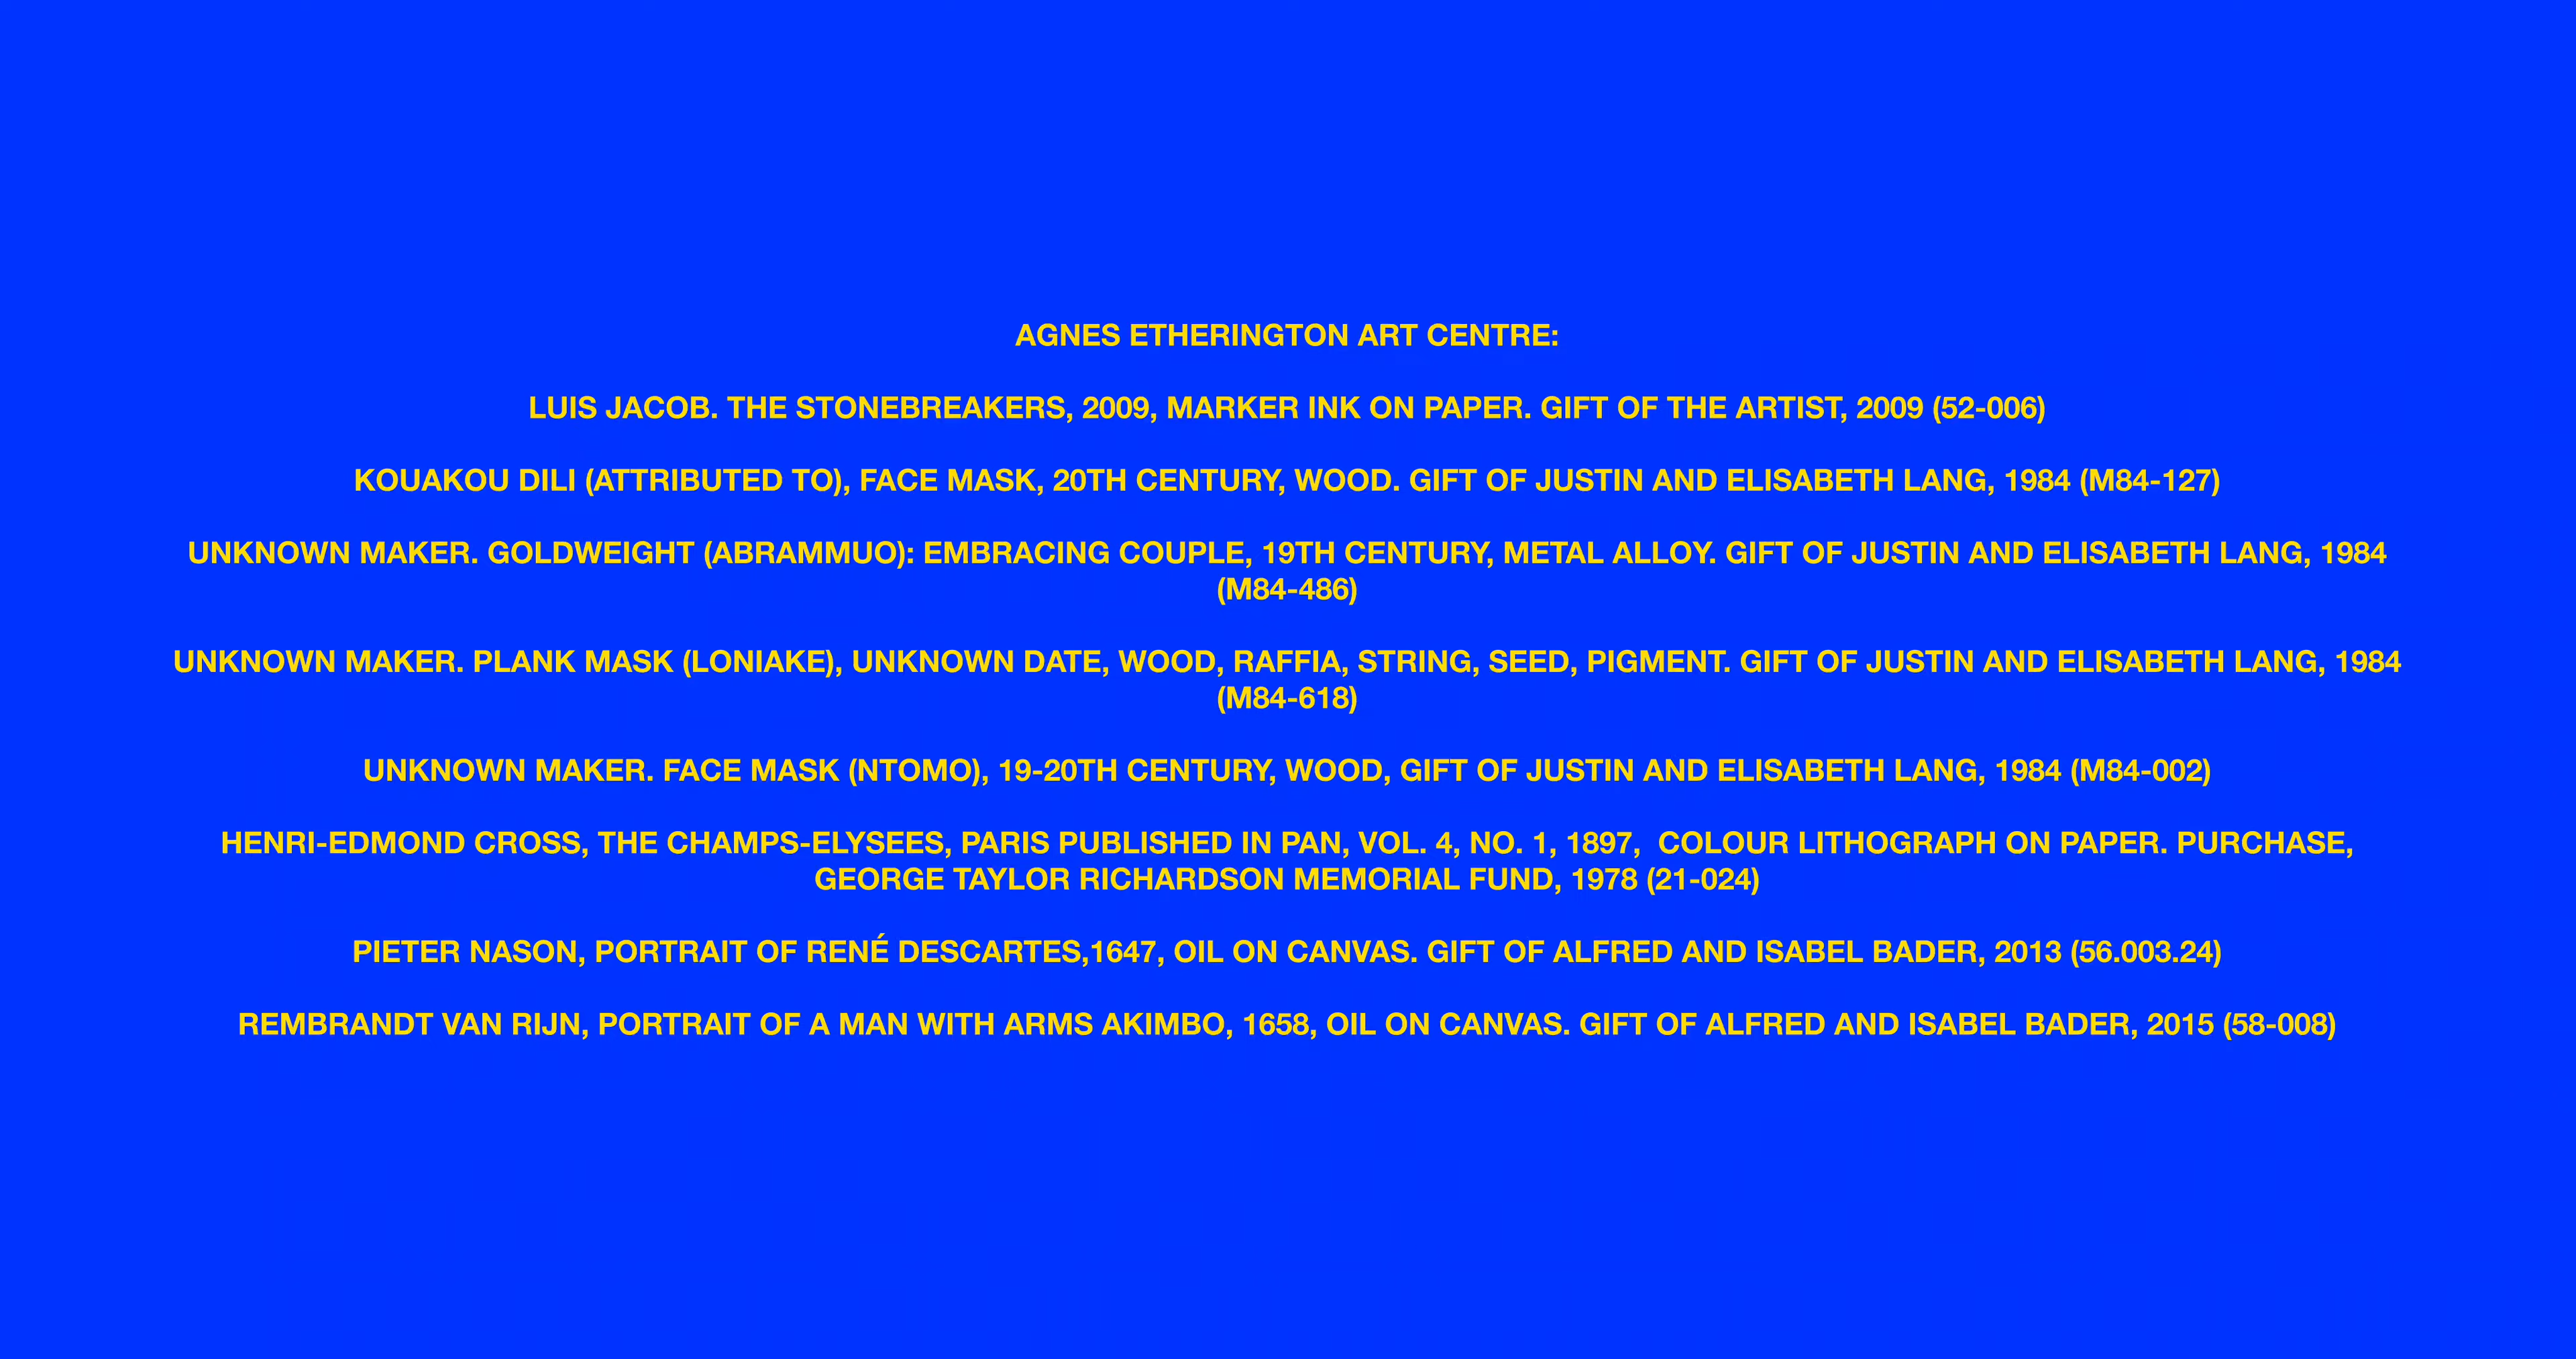 AGNES ETHERINGTON ART CENTRE:
LUIS JACOB. THE STONEBREAKERS, 2009, MARKER INK ON PAPER. GIFT OF THE ARTIST, 2009 (52-006)
KOUAKOU DILI (ATTRIBUTED TO), FACE MASK, 20TH CENTURY, WOOD. GIFT OF JUSTIN AND ELISABETH LANG, 1984 (M84-127)
UNKNOWN MAKER. GOLDWEIGHT (ABRAMMUO): EMBRACING COUPLE, 19TH CENTURY, METAL ALLOY. GIFT OF JUSTIN AND ELISABETH LANG, 1984
(M84-486)
UNKNOWN MAKER. PLANK MASK (LONIAKE), UNKNOWN DATE, WOOD, RAFFIA, STRING, SEED, PIGMENT. GIFT OF JUSTIN AND ELISABETH LANG, 1984
(M84-618)
UNKNOWN MAKER. FACE MASK (NTOMO), 19-20TH CENTURY, WOOD, GIFT OF JUSTIN AND ELISABETH LANG, 1984 (M84-002)
HENRI-EDMOND CROSS, THE CHAMPS-ELYSEES, PARIS PUBLISHED IN PAN, VOL. 4, NO. 1, 1897,  COLOUR LITHOGRAPH ON PAPER. PURCHASE,
GEORGE TAYLOR RICHARDSON MEMORIAL FUND, 1978 (21-024)
PIETER NASON, PORTRAIT OF RENÉ DESCARTES,1647, OIL ON CANVAS. GIFT OF ALFRED AND ISABEL BADER, 2013 (56.003.24)
REMBRANDT VAN RIJN, PORTRAIT OF A MAN WITH ARMS AKIMBO, 1658, OIL ON CANVAS. GIFT OF ALFRED AND ISABEL BADER, 2015 (58-008)